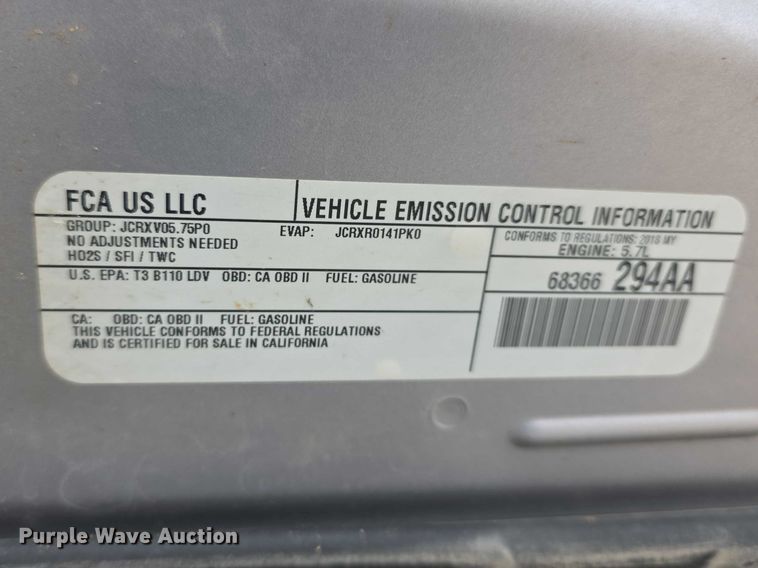 FCA US LLC
VEHICLE EMISSION CONTROL INFORMATION
GROUP: JCRXV05.75P0
EVAP: JCRXR0141PK0
NO ADJUSTMENTS NEEDED
HO2S / SFI / TWC
CONFORMS TO REGULATIONS: 2018 MY
ENGINE: 5.7L
U.S. EPA: T3 B110 LDV OBD: CA OBD II FUEL: GASOLINE
68366 294AA
CA: OBD: CA OBD II FUEL: GASOLINE
THIS VEHICLE CONFORMS TO FEDERAL REGULATIONS
AND IS CERTIFIED FOR SALE IN CALIFORNIA
Purple Wave Auction